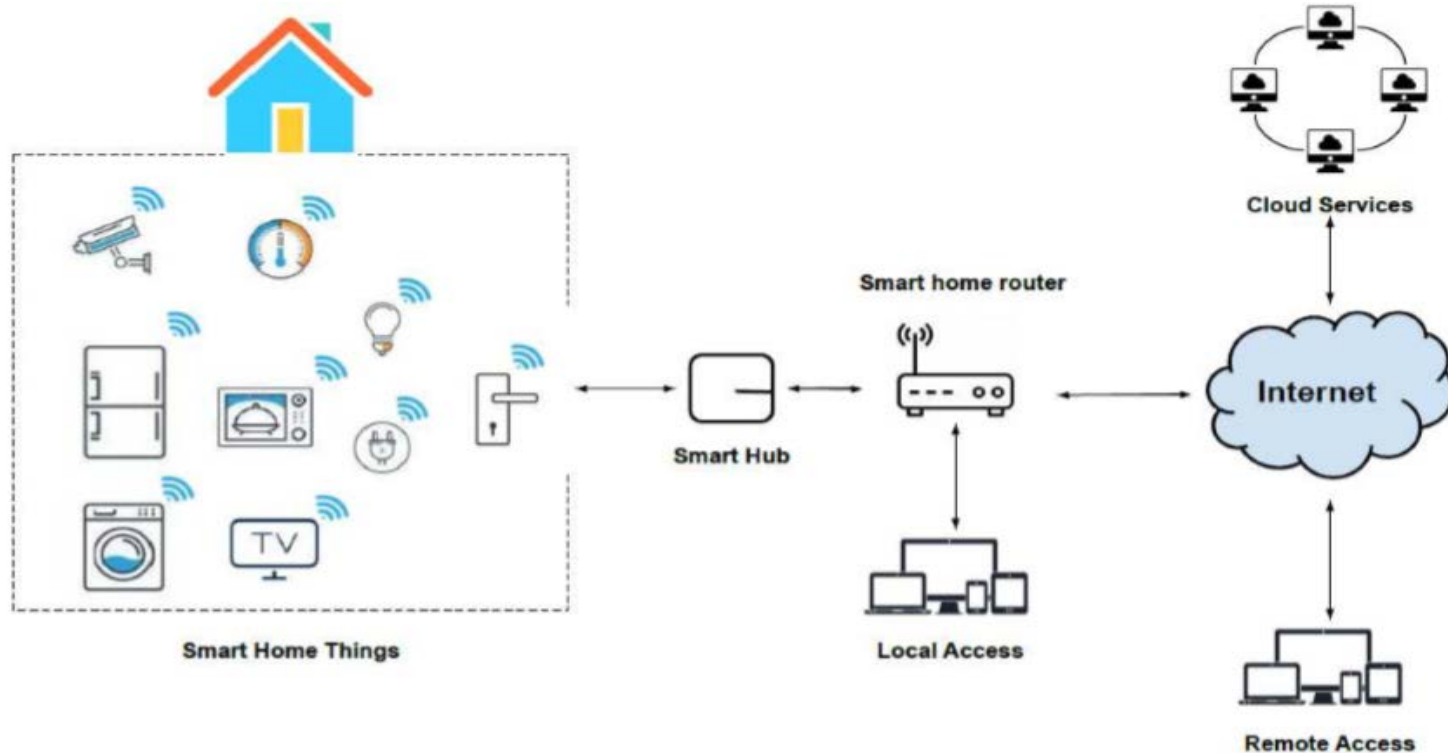 Cloud Services
Smart home router
Internet
Smart Hub
TV
Smart Home Things
Local Access
Remote Access